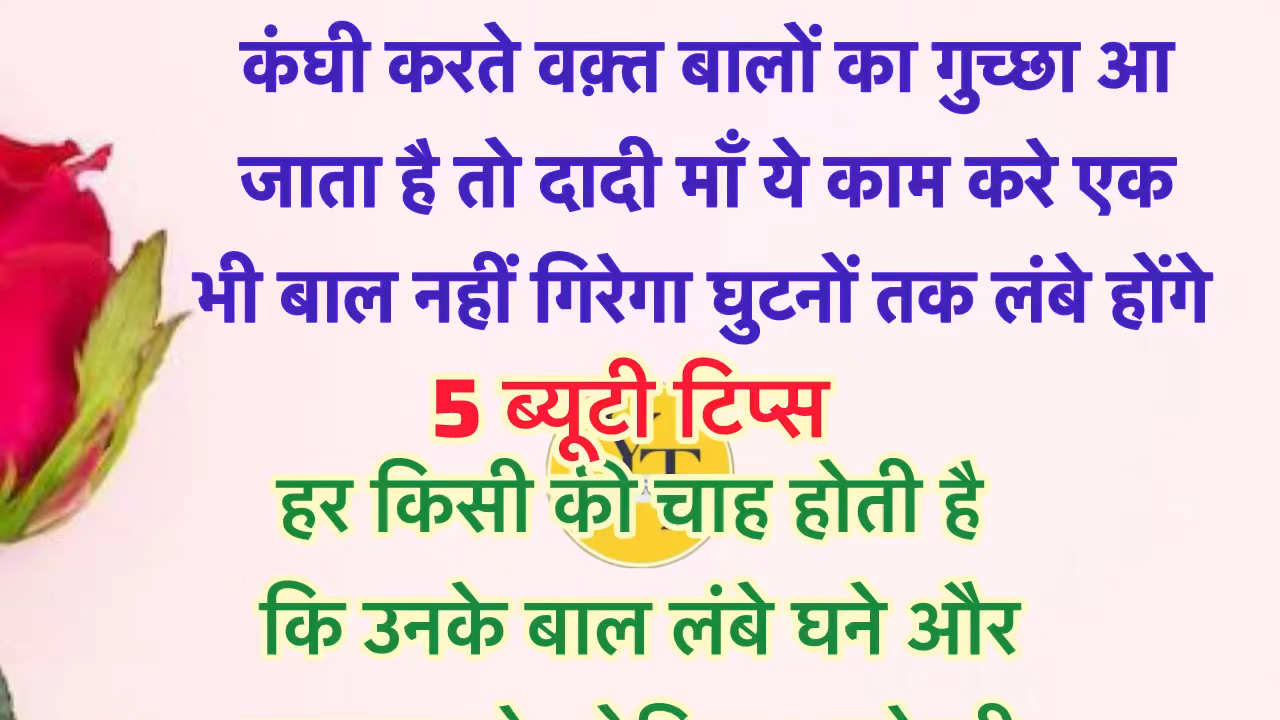 कंघी करते वक़्त बालों का गुच्छा आ
जाता है तो दादी माँ ये काम करे एक
भी बाल नहीं गिरेगा घुटनों तक लंबे होंगे
5 ब्यूटी टिप्स
हर किसी की चाह होती है
कि उनके बाल लंबे घने और